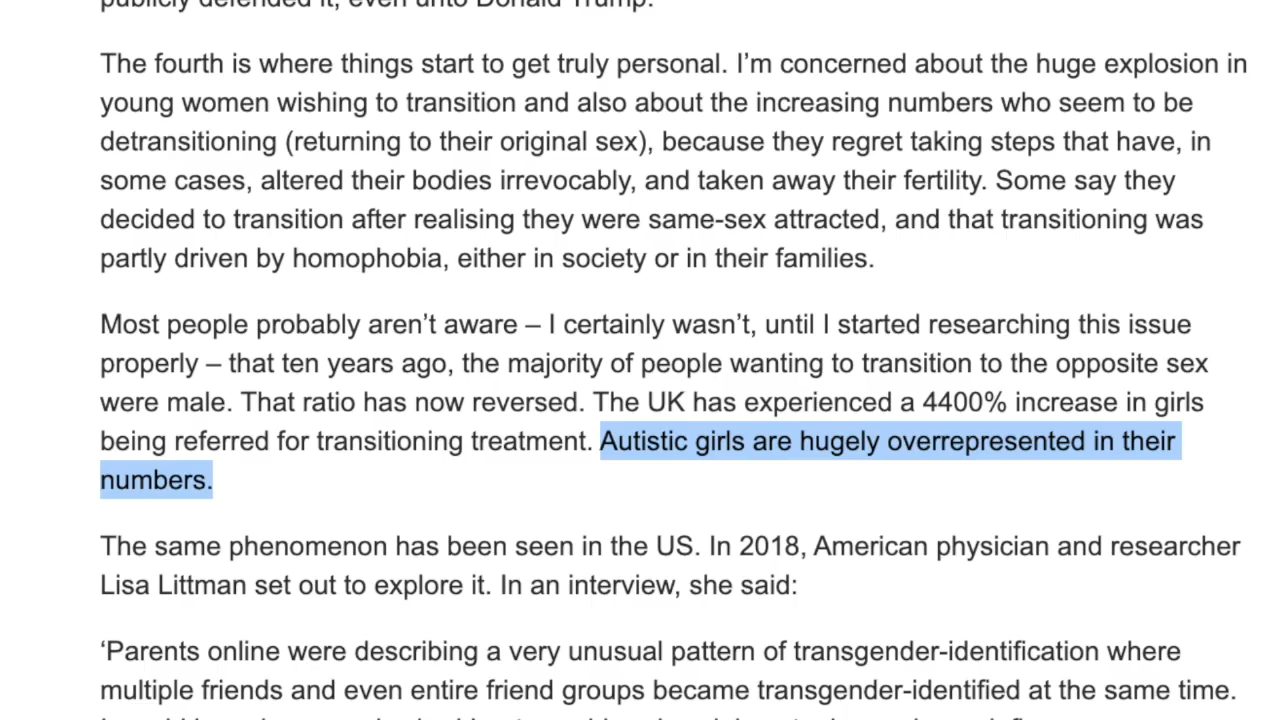 publicly defended it, even unto Donald Trump.
The fourth is where things start to get truly personal. I’m concerned about the huge explosion in
young women wishing to transition and also about the increasing numbers who seem to be
detransitioning (returning to their original sex), because they regret taking steps that have, in
some cases, altered their bodies irrevocably, and taken away their fertility. Some say they
decided to transition after realising they were same-sex attracted, and that transitioning was
partly driven by homophobia, either in society or in their families.
Most people probably aren’t aware – I certainly wasn’t, until I started researching this issue
properly – that ten years ago, the majority of people wanting to transition to the opposite sex
were male. That ratio has now reversed. The UK has experienced a 4400% increase in girls
being referred for transitioning treatment. Autistic girls are hugely overrepresented in their
numbers.
The same phenomenon has been seen in the US. In 2018, American physician and researcher
Lisa Littman set out to explore it. In an interview, she said:
‘Parents online were describing a very unusual pattern of transgender-identification where
multiple friends and even entire friend groups became transgender-identified at the same time.